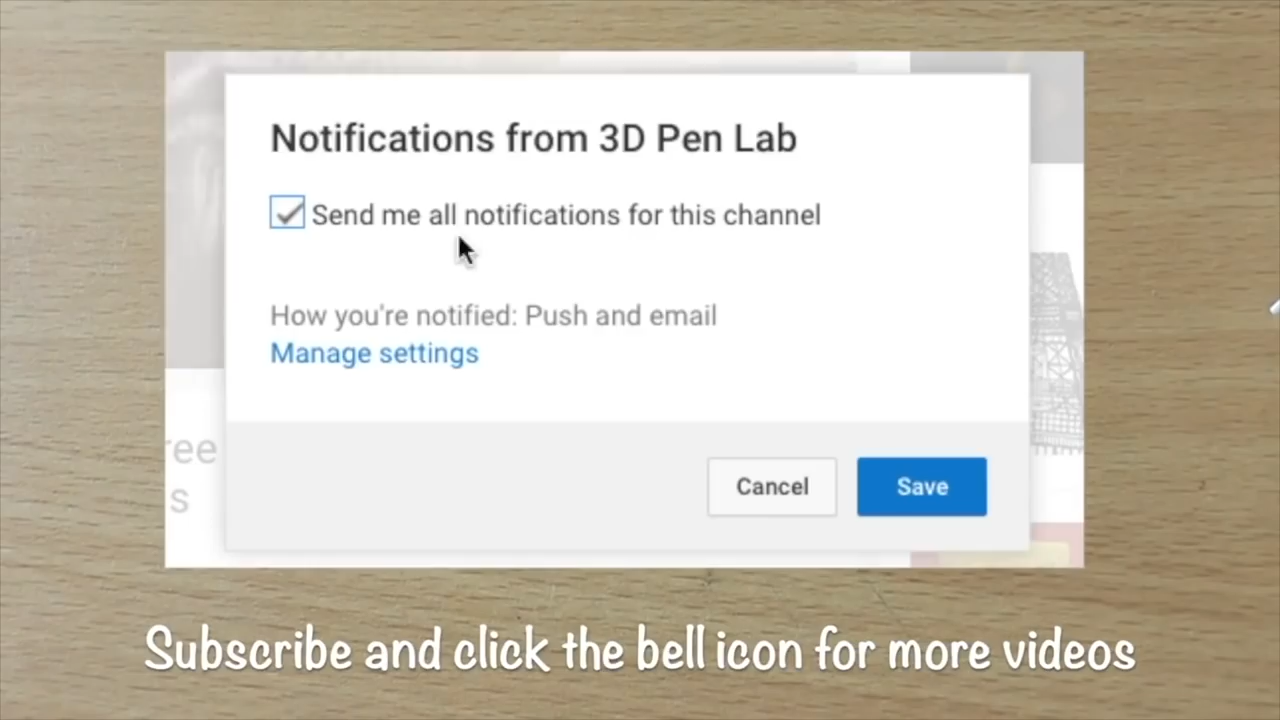 Notifications from 3D Pen Lab
Send me all notifications for this channel
How you're notified: Push and email
Manage settings
ree
s
Cancel
Save
Subscribe and click the bell icon for more videos